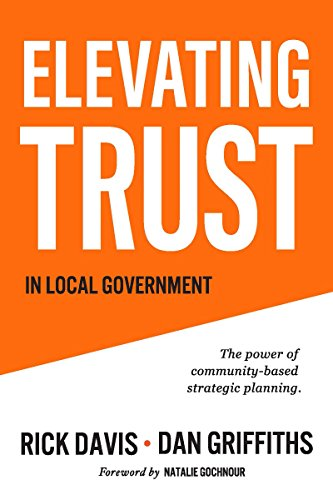 ELEVATING
TRUST
IN LOCAL GOVERNMENT
The power of
community-based
strategic planning.
RICK DAVIS • DAN GRIFFITHS
Foreword by NATALIE GOCHNOUR